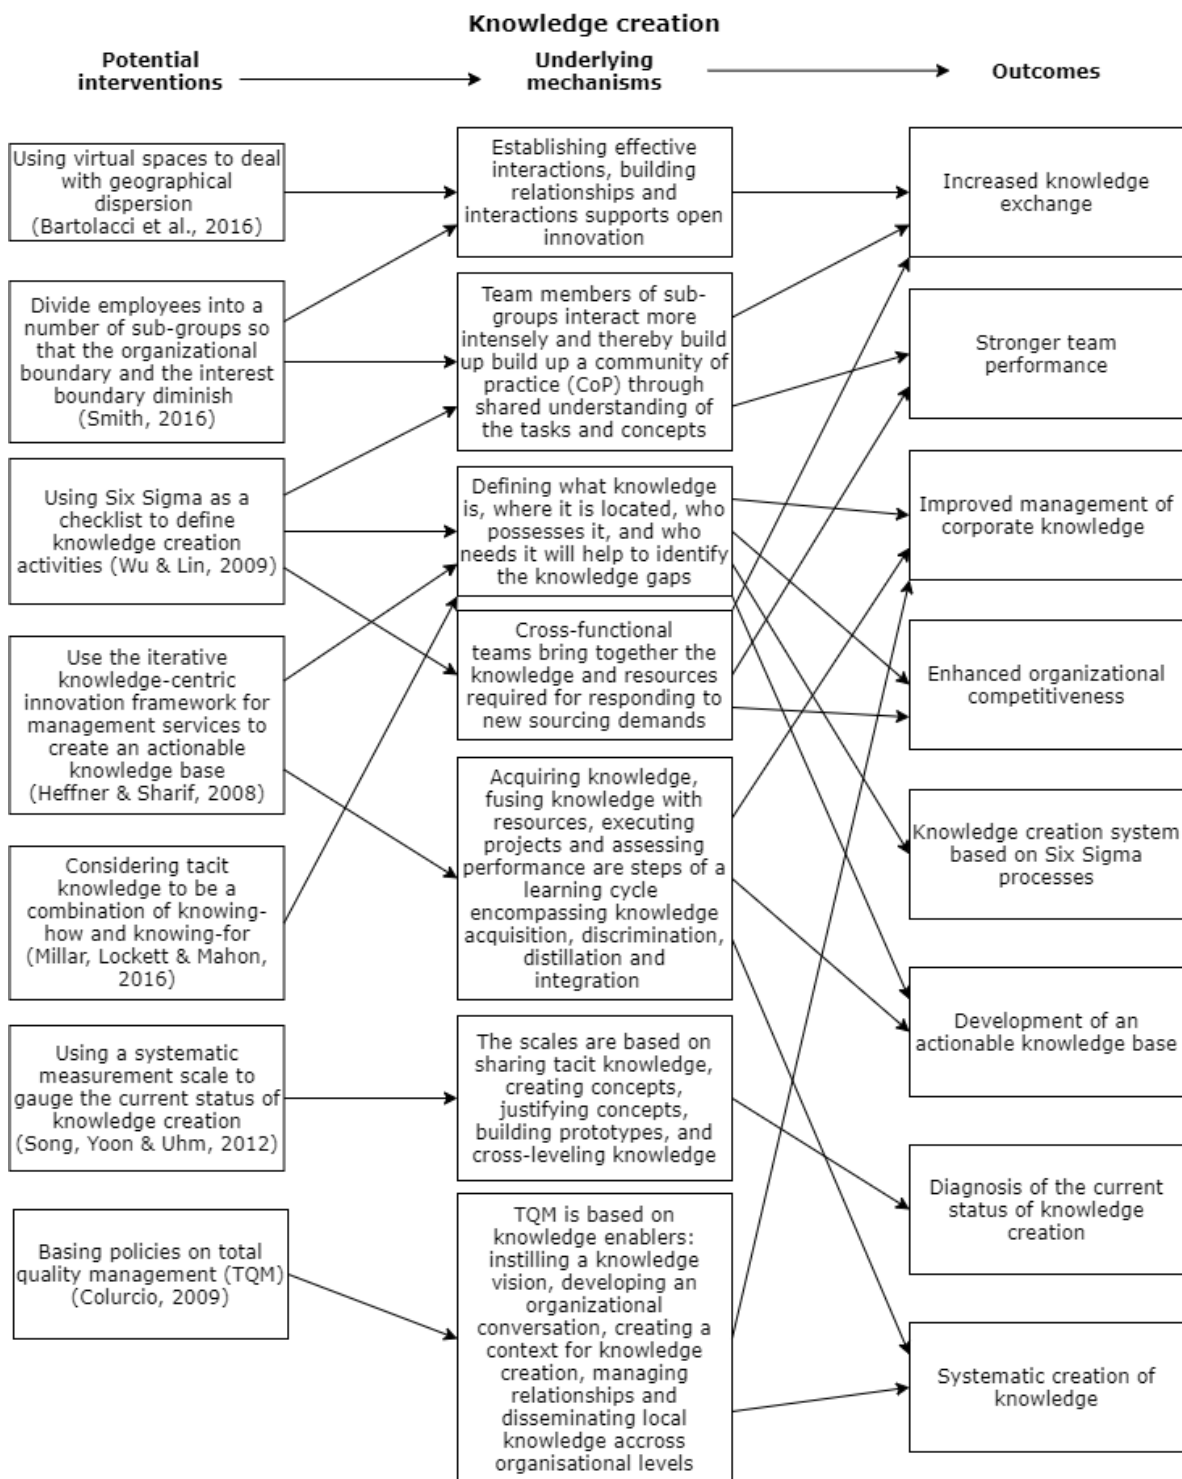 Knowledge creation
Potential
interventions
Underlying
mechanisms
Outcomes
Using virtual spaces to deal
with geographical
dispersion
(Bartolacci et al., 2016)
Divide employees into a
number of sub-groups so
that the organizational
boundary and the interest
boundary diminish
(Smith, 2016)
Using Six Sigma as a
checklist to define
knowledge creation
activities (Wu & Lin, 2009)
Use the iterative
knowledge-centric
innovation framework for
management services to
create an actionable
knowledge base
(Heffner & Sharif, 2008)
Considering tacit
knowledge to be a
combination of knowing-
how and knowing-for
(Millar, Lockett & Mahon,
2016)
Using a systematic
measurement scale to
gauge the current status of
knowledge creation
(Song, Yoon & Uhm, 2012)
Basing policies on total
quality management (TQM)
(Colurcio, 2009)
Establishing effective
interactions, building
relationships and
interactions supports open
innovation
Team members of sub-
groups interact more
intensely and thereby build
up build up a community of
practice (CoP) through
shared understanding of
the tasks and concepts
Defining what knowledge
is, where it is located, who
possesses it, and who
needs it will help to identify
the knowledge gaps
Cross-functional
teams bring together the
knowledge and resources
required for responding to
new sourcing demands
Acquiring knowledge,
fusing knowledge with
resources, executing
projects and assessing
performance are steps of a
learning cycle
encompassing knowledge
acquisition, discrimination,
distillation and
integration
The scales are based on
sharing tacit knowledge,
creating concepts,
justifying concepts,
building prototypes, and
cross-leveling knowledge
TQM is based on
knowledge enablers:
instilling a knowledge
vision, developing an
organizational
conversation, creating a
context for knowledge
creation, managing
relationships and
disseminating local
knowledge accross
organisational levels
Increased knowledge
exchange
Stronger team
performance
Improved management of
corporate knowledge
Enhanced organizational
competitiveness
Knowledge creation system
based on Six Sigma
processes
Development of an
actionable knowledge base
Diagnosis of the current
status of knowledge
creation
Systematic creation of
knowledge